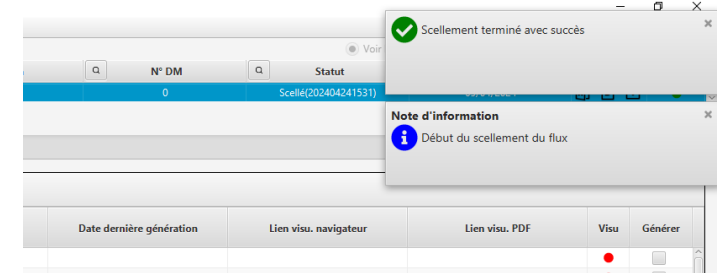 Scellement terminé avec succès
Voir
N° DM
Statut
0
Scellé(202404241531)
Note d'information
Début du scellement du flux
Date dernière génération
Lien visu. navigateur
Lien visu. PDF
Visu
Générer